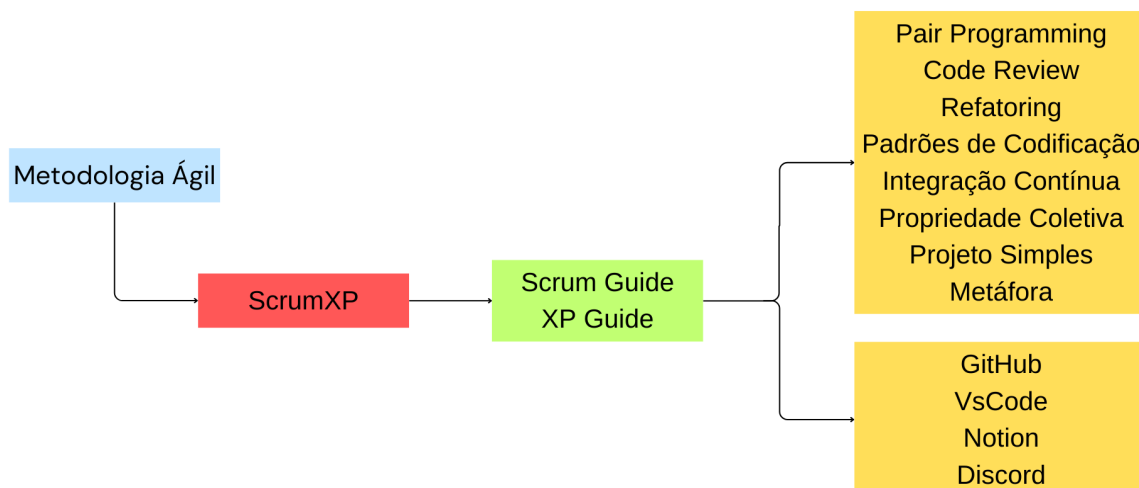 Metodologia Ágil
ScrumXP
Scrum Guide
XP Guide
Pair Programming
Code Review
Refatoring
Padrões de Codificação
Integração Contínua
Propriedade Coletiva
Projeto Simples
Metáfora
GitHub
VsCode
Notion
Discord